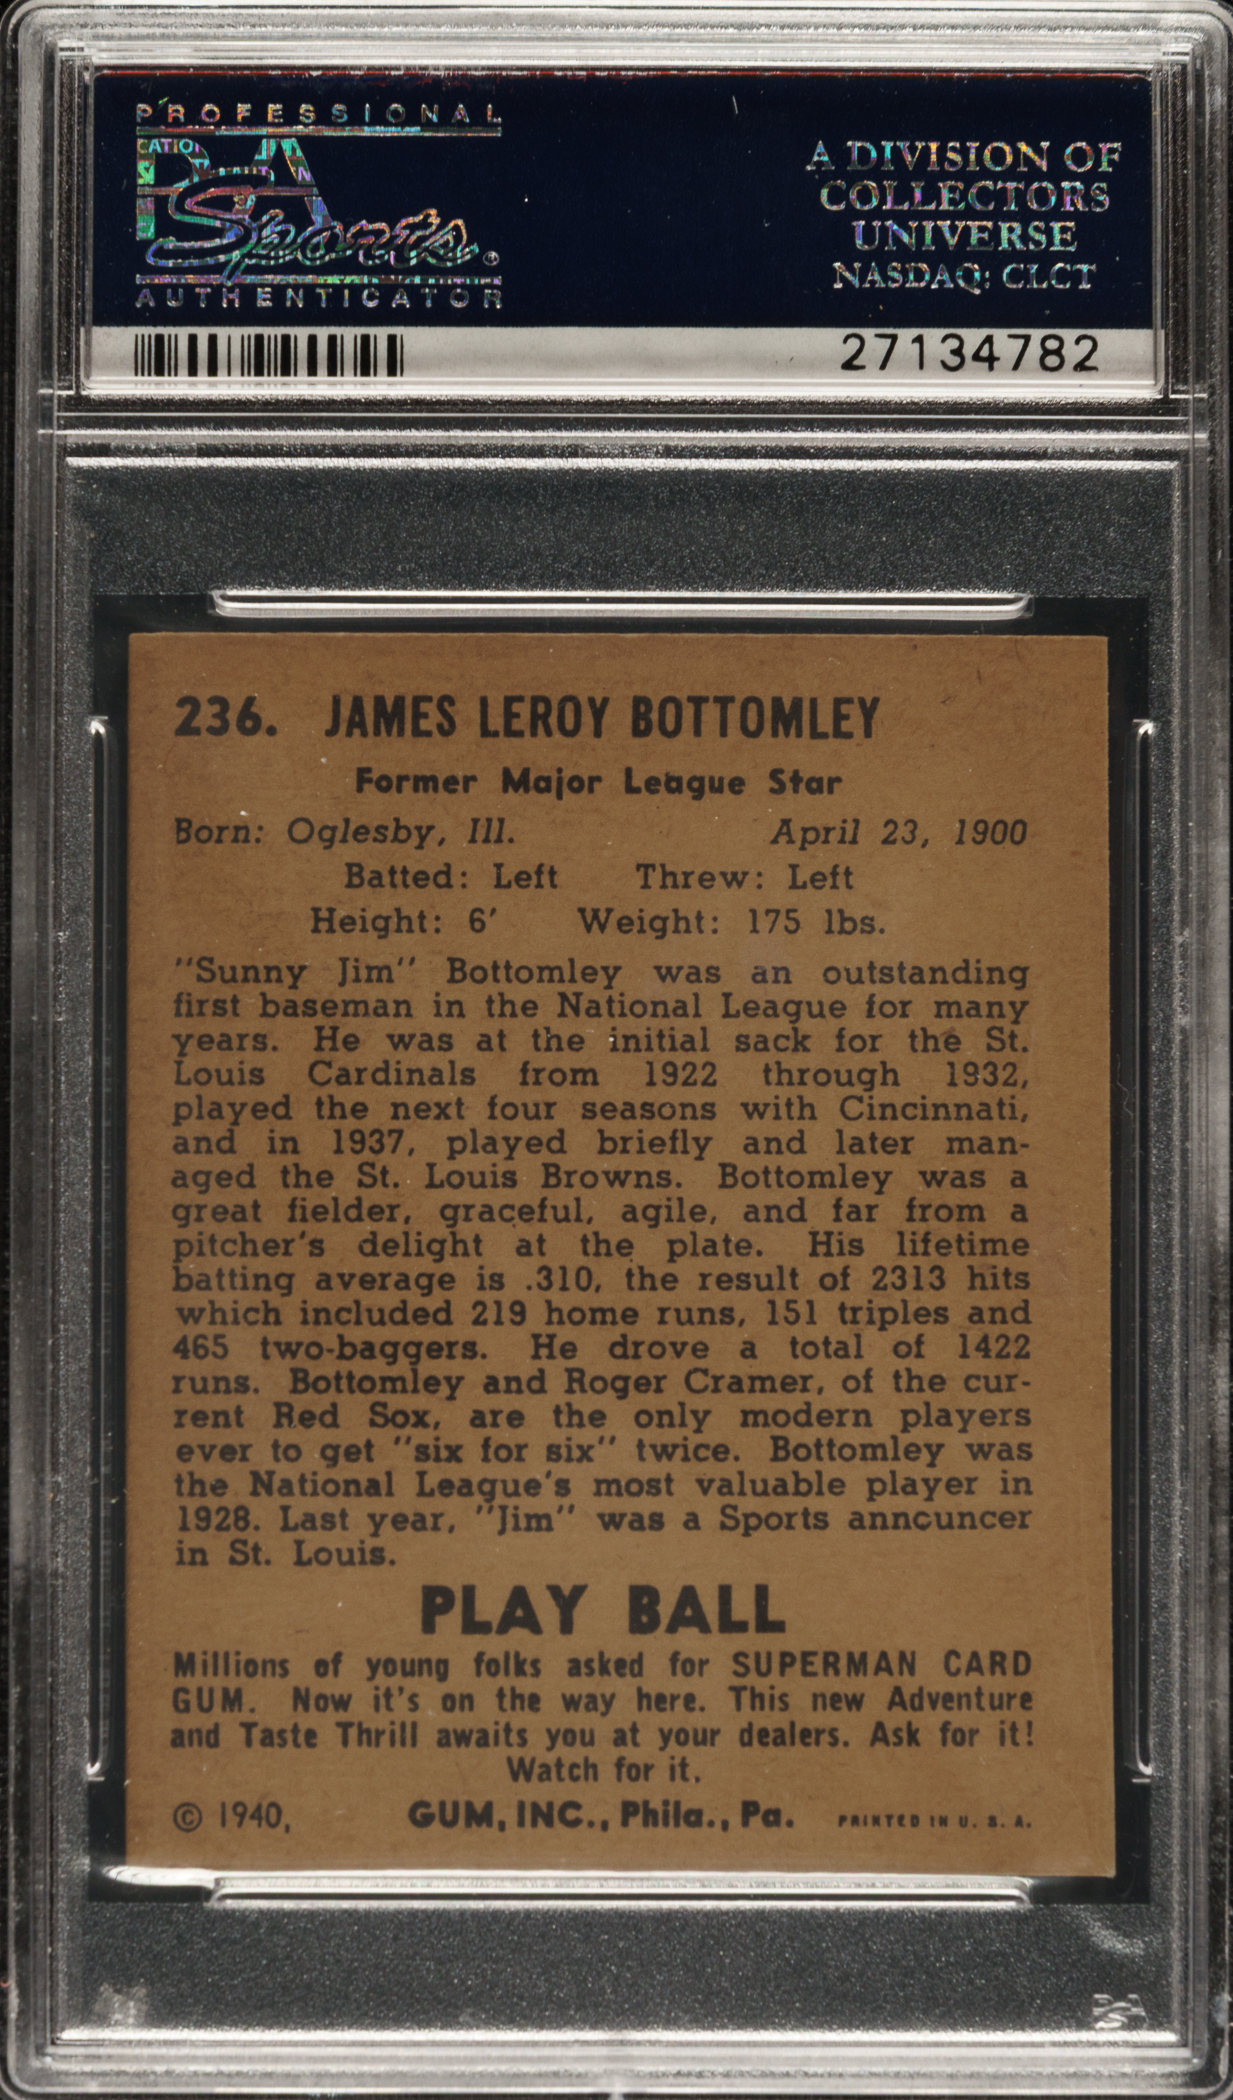 PROFESSIONAL
PSA
Sports®
AUTHENTICATOR
A DIVISION OF
COLLECTORS
UNIVERSE
NASDAQ: CLCT
27134782
236. JAMES LEROY BOTTOMLEY
Former Major League Star
Born: Oglesby, Ill. April 23, 1900
Batted: Left Threw: Left
Height: 6' Weight: 175 lbs.
"Sunny Jim" Bottomley was an outstanding
first baseman in the National League for many
years. He was at the initial sack for the St.
Louis Cardinals from 1922 through 1932,
played the next four seasons with Cincinnati,
and in 1937, played briefly and later man-
aged the St. Louis Browns. Bottomley was a
great fielder, graceful, agile, and far from a
pitcher's delight at the plate. His lifetime
batting average is .310, the result of 2313 hits
which included 219 home runs, 151 triples and
465 two-baggers. He drove a total of 1422
runs. Bottomley and Roger Cramer, of the cur-
rent Red Sox, are the only modern players
ever to get "six for six" twice. Bottomley was
the National League's most valuable player in
1928. Last year, "Jim" was a Sports anncuncer
in St. Louis.
PLAY BALL
Millions of young folks asked for SUPERMAN CARD
GUM. Now it's on the way here. This new Adventure
and Taste Thrill awaits you at your dealers. Ask for it!
Watch for it.
© 1940, GUM, INC., Phila., Pa. PRINTED IN U. S. A.
PSA